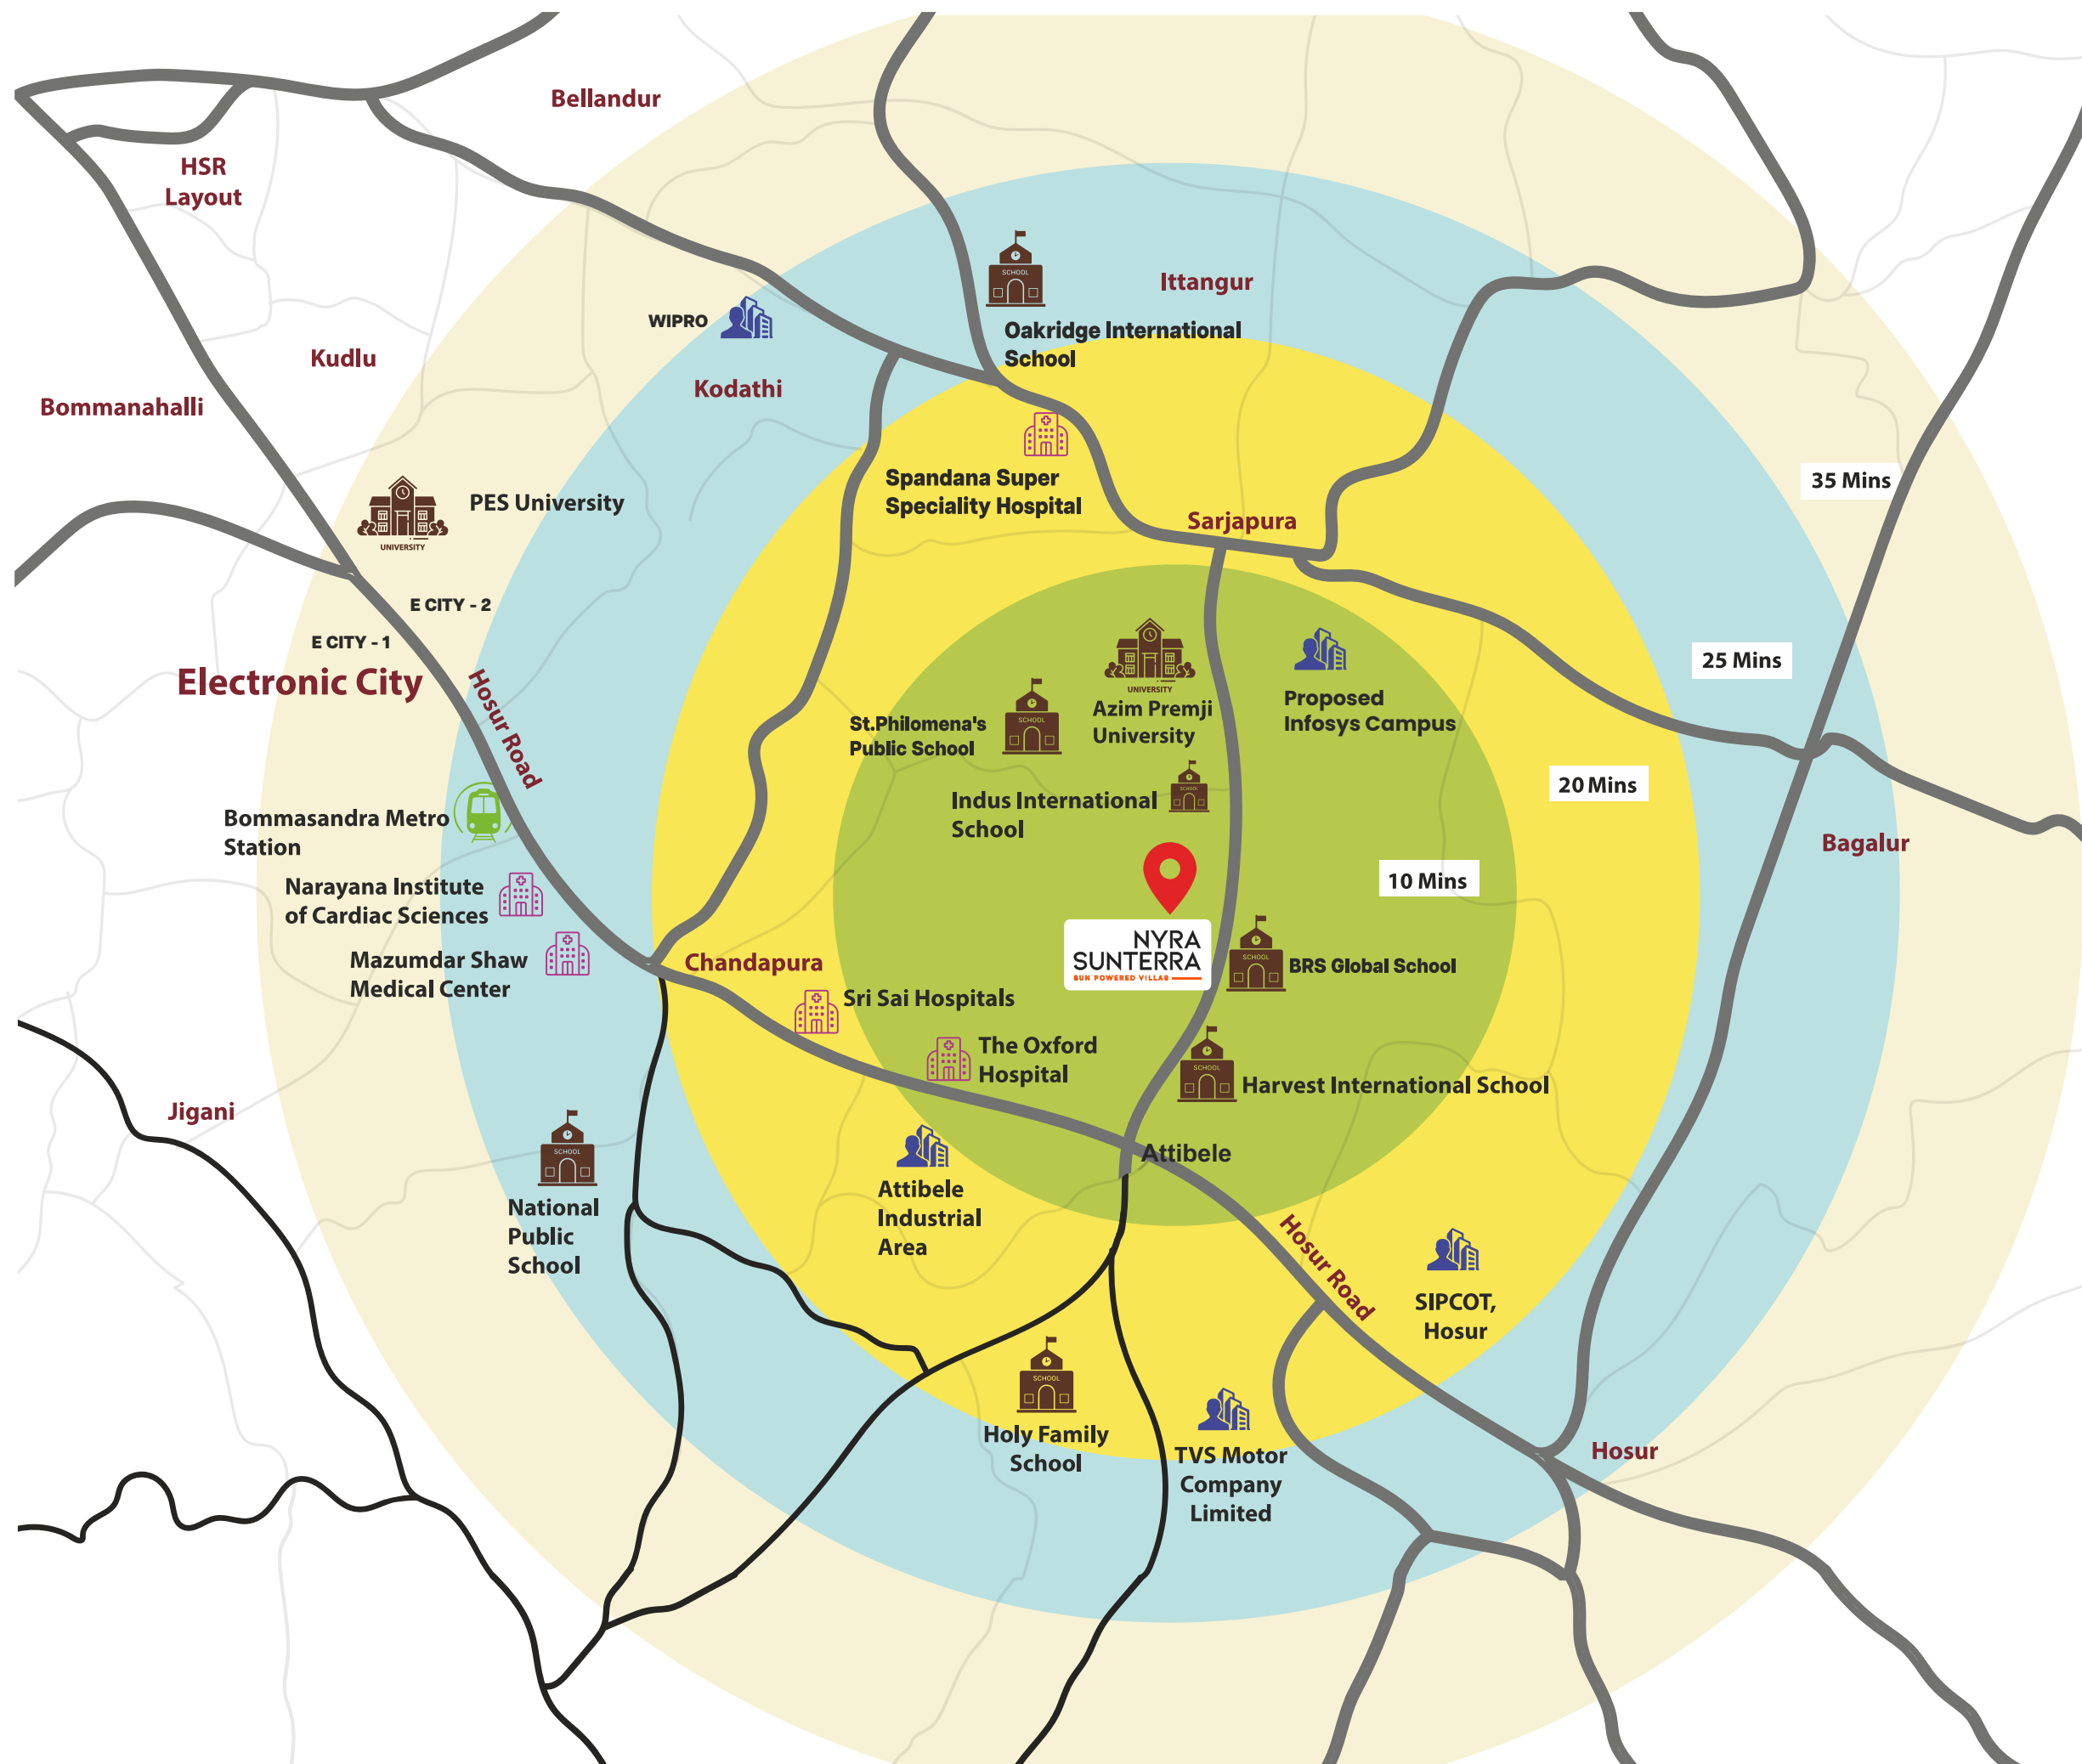 Bellandur
HSR
Layout
SCHOOL
Ittangur
WIPRO
Oakridge International
School
Kudlu
Kodathi
Bommanahalli
Spandana Super
Speciality Hospital
35 Mins
PES University
UNIVERSITY
Sarjapura
E CITY - 2
E CITY - 1
Electronic City
Hosur Road
25 Mins
UNIVERSITY
Azim Premji
University
Proposed
Infosys Campus
SCHOOL
St.Philomena's
Public School
20 Mins
SCHOOL
Indus International
School
Bommasandra Metro
Station
Bagalur
10 Mins
Narayana Institute
of Cardiac Sciences
NYRA
SUNTERRA
SUN POWERED VILLAS
SCHOOL
BRS Global School
Mazumdar Shaw
Medical Center
Chandapura
Sri Sai Hospitals
The Oxford
Hospital
SCHOOL
Harvest International School
Jigani
SCHOOL
National
Public
School
Attibele
Attibele
Industrial
Area
Hosur Road
SIPCOT,
Hosur
SCHOOL
Holy Family
School
TVS Motor
Company
Limited
Hosur